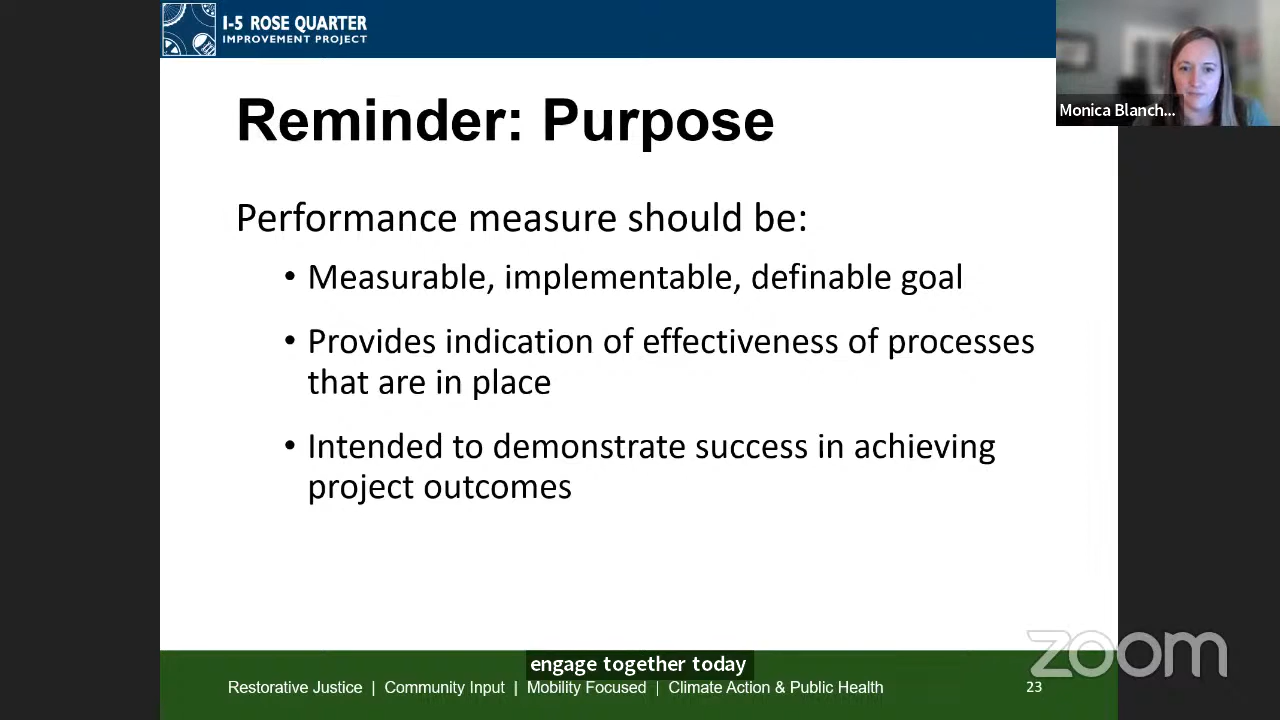 I-5 ROSE QUARTER
IMPROVEMENT PROJECT
Monica Blanch...
Reminder: Purpose
Performance measure should be:
• Measurable, implementable, definable goal
• Provides indication of effectiveness of processes
that are in place
• Intended to demonstrate success in achieving
project outcomes
zoom
engage together today
Restorative Justice | Community Input | Mobility Focused | Climate Action & Public Health
23